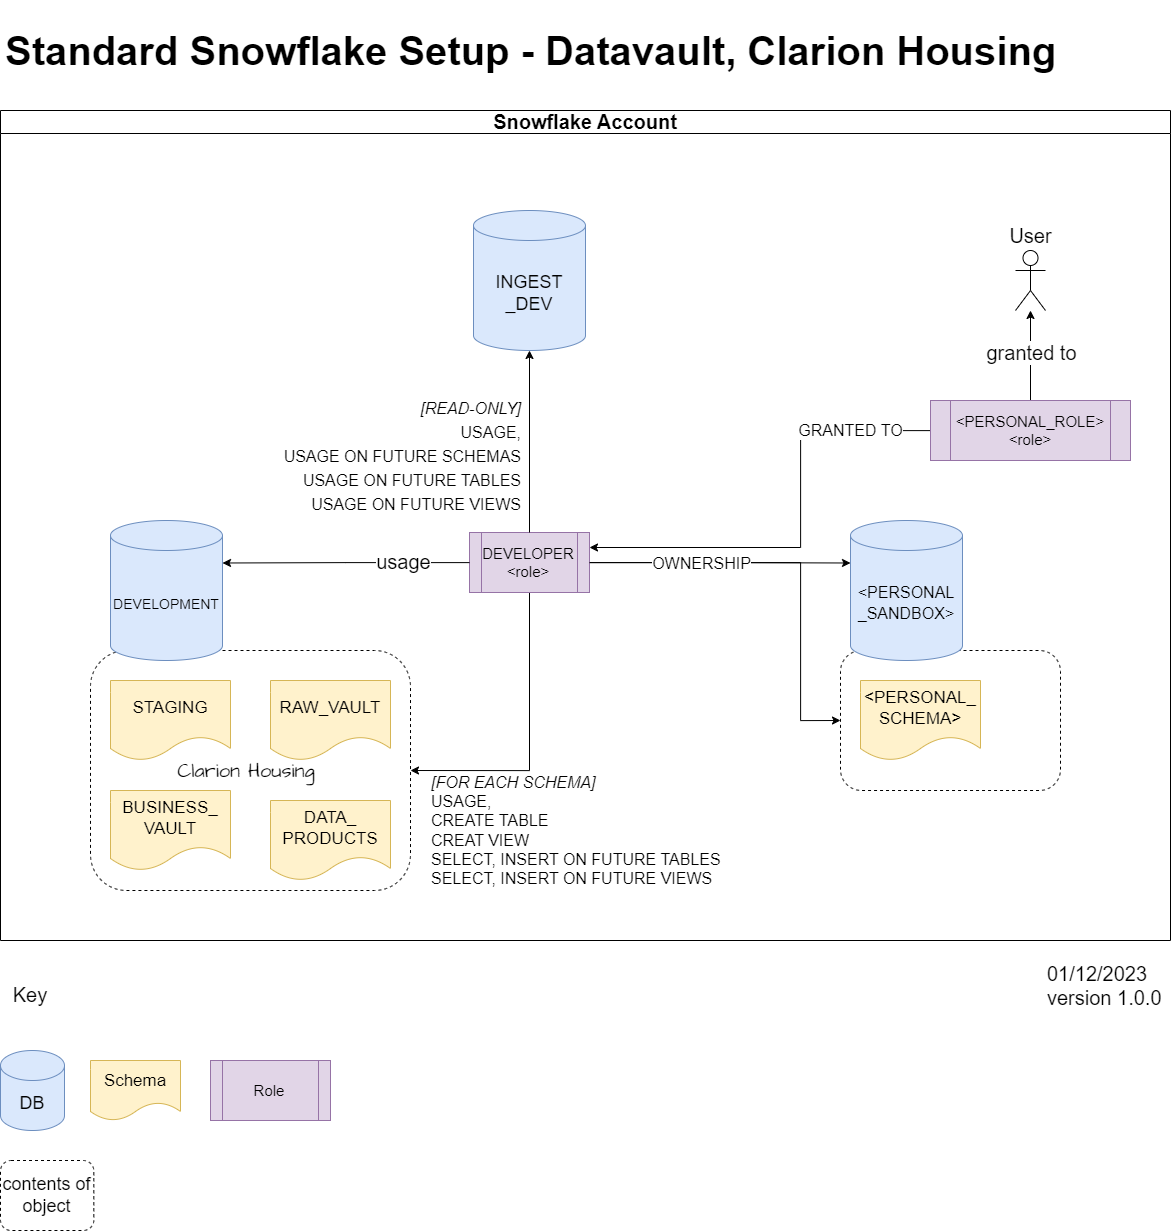 Standard Snowflake Setup - Datavault, Clarion Housing
Snowflake Account
INGEST
_DEV
User
granted to
<PERSONAL_ROLE>
<role>
GRANTED TO
[READ-ONLY]
USAGE,
USAGE ON FUTURE SCHEMAS
USAGE ON FUTURE TABLES
USAGE ON FUTURE VIEWS
DEVELOPER
<role>
usage
OWNERSHIP
DEVELOPMENT
<PERSONAL
_SANDBOX>
STAGING
RAW_VAULT
<PERSONAL_
SCHEMA>
Clarion Housing
BUSINESS_
VAULT
DATA_
PRODUCTS
[FOR EACH SCHEMA]
USAGE,
CREATE TABLE
CREAT VIEW
SELECT, INSERT ON FUTURE TABLES
SELECT, INSERT ON FUTURE VIEWS
01/12/2023
version 1.0.0
Key
DB
Schema
Role
contents of
object